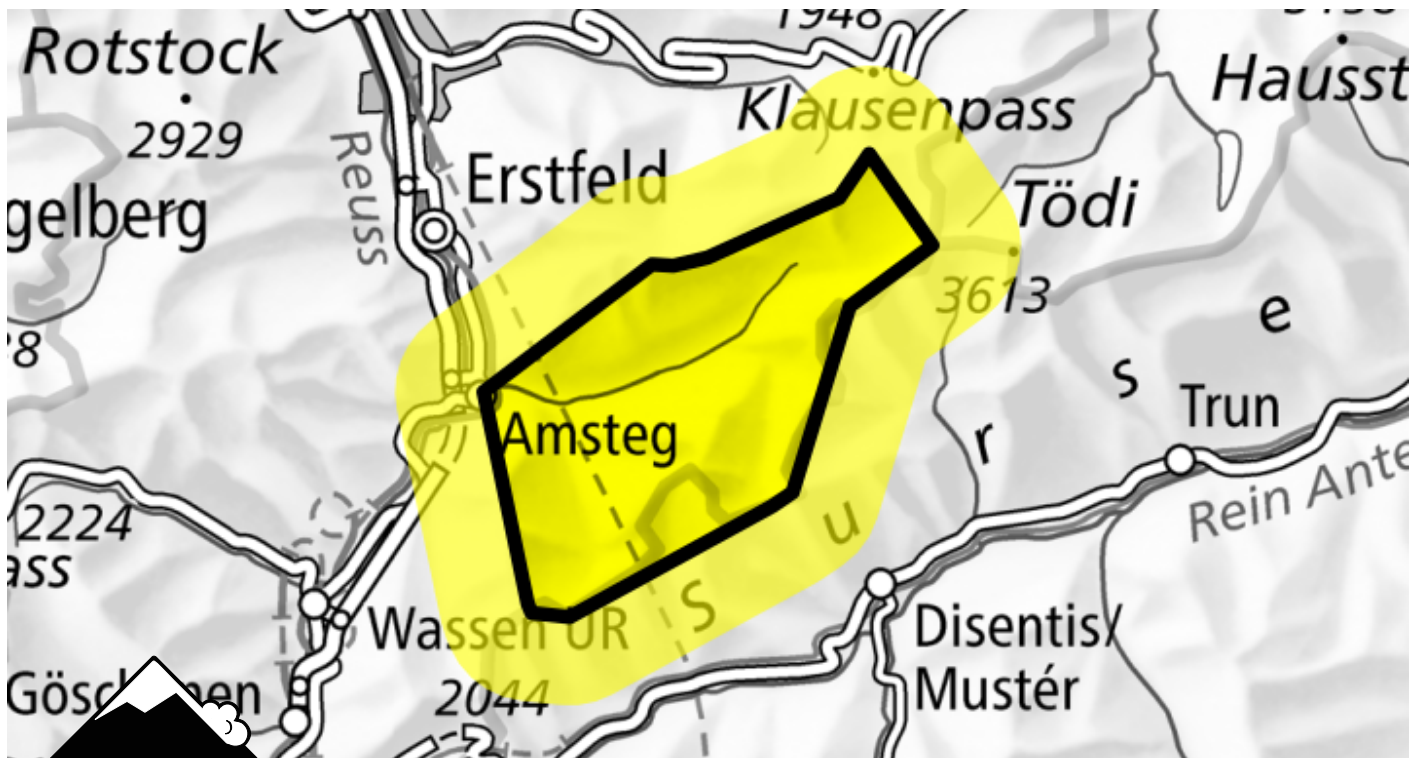 1948
Rotstock
2929
Hausst
Klausenpass
Reuss
Erstfeld
Tödi
gelberg
3613
e
s
r
u
S
Trun
Amsteg
Rein Ante
2224
ass
Wassen UR
Disentis/
Mustér
2044